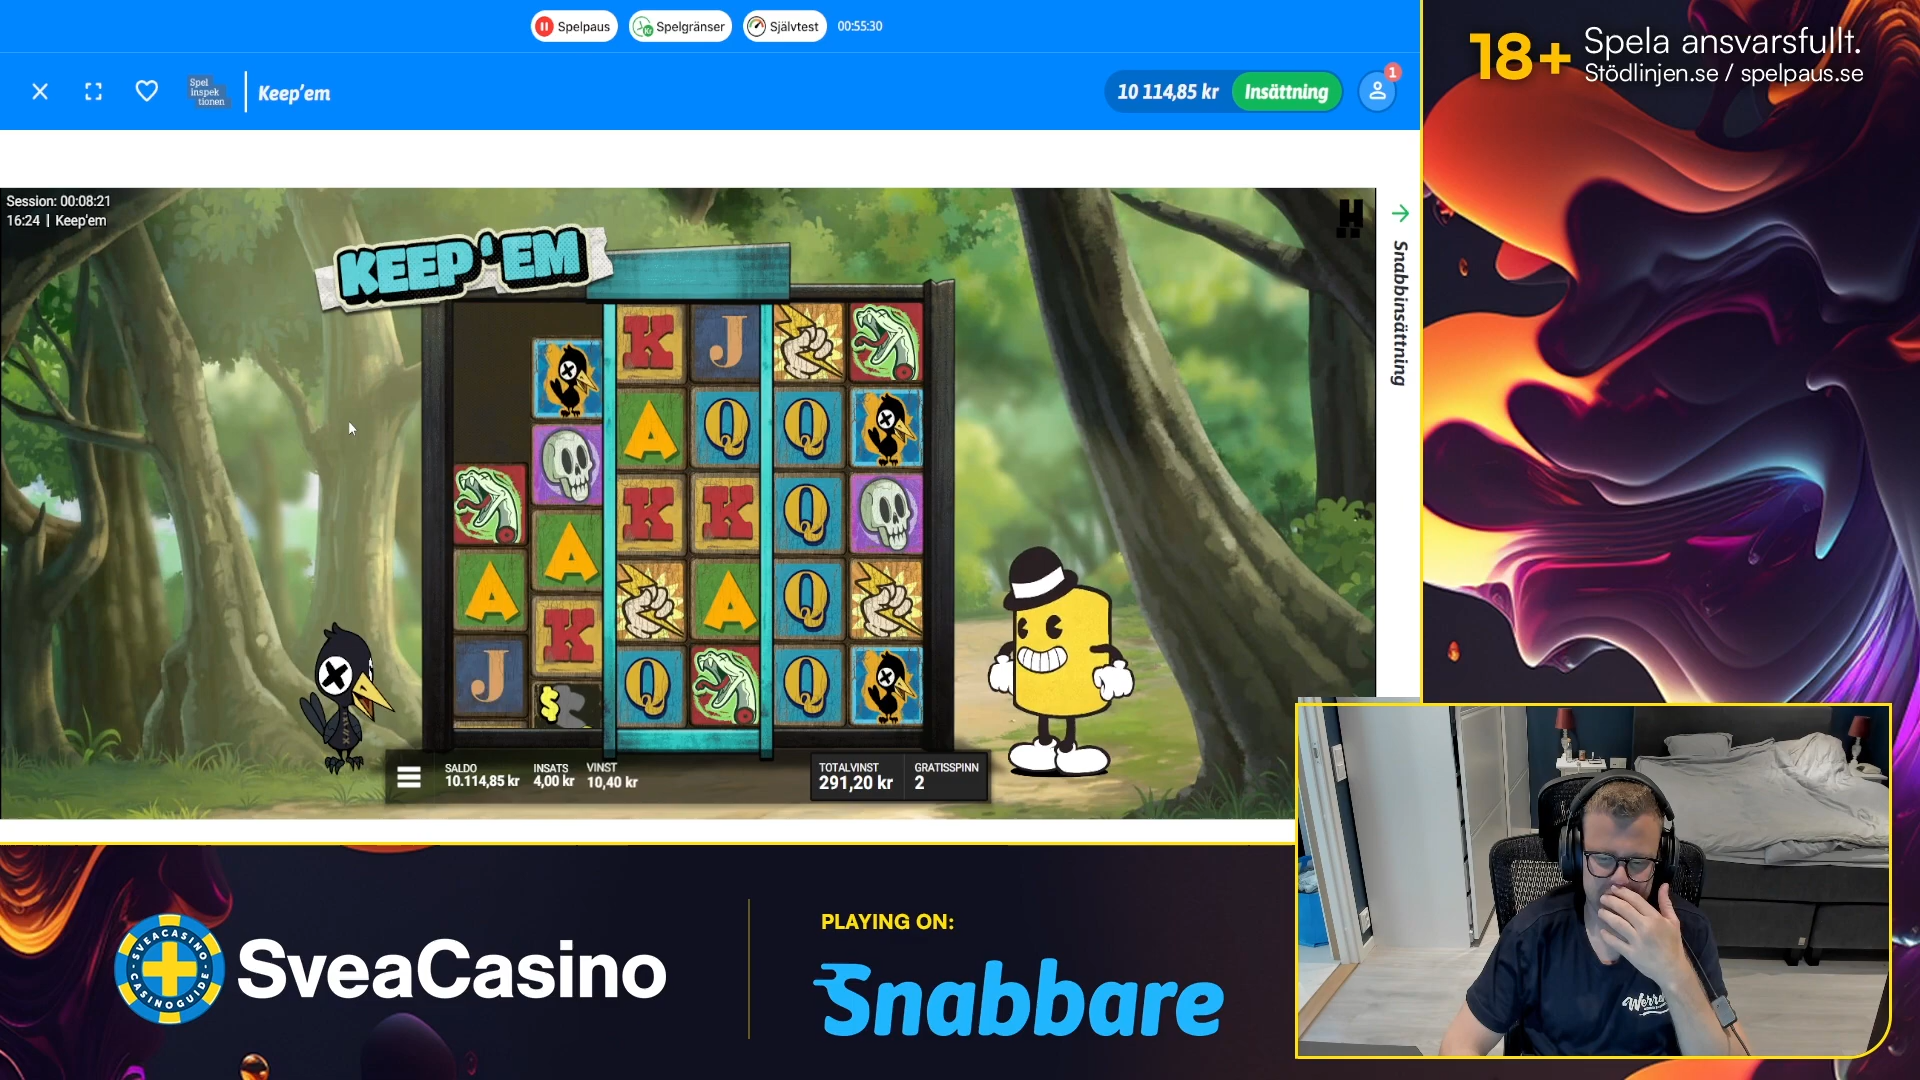 Spelpaus
Spelgränser
Självtest
00:55:30
18+
Spela ansvarsfullt.
Stödlinjen.se / spelpaus.se
Spel
inspek
tionen
Keep'em
10 114,85 kr
Insättning
1
Session: 00:08:21
16:24 | Keep'em
KEEP'EM
Snabbinsättning
K
J
A
Q
Q
K
K
Q
A
A
A
Q
K
J
Q
Q
$
SALDO
10.114,85 kr
INSATS
4,00 kr
VINST
10,40 kr
TOTALVINST
291,20 kr
GRATISSPINN
2
SVEACASINO
CASINOGUIDE
SveaCasino
PLAYING ON:
Snabbare